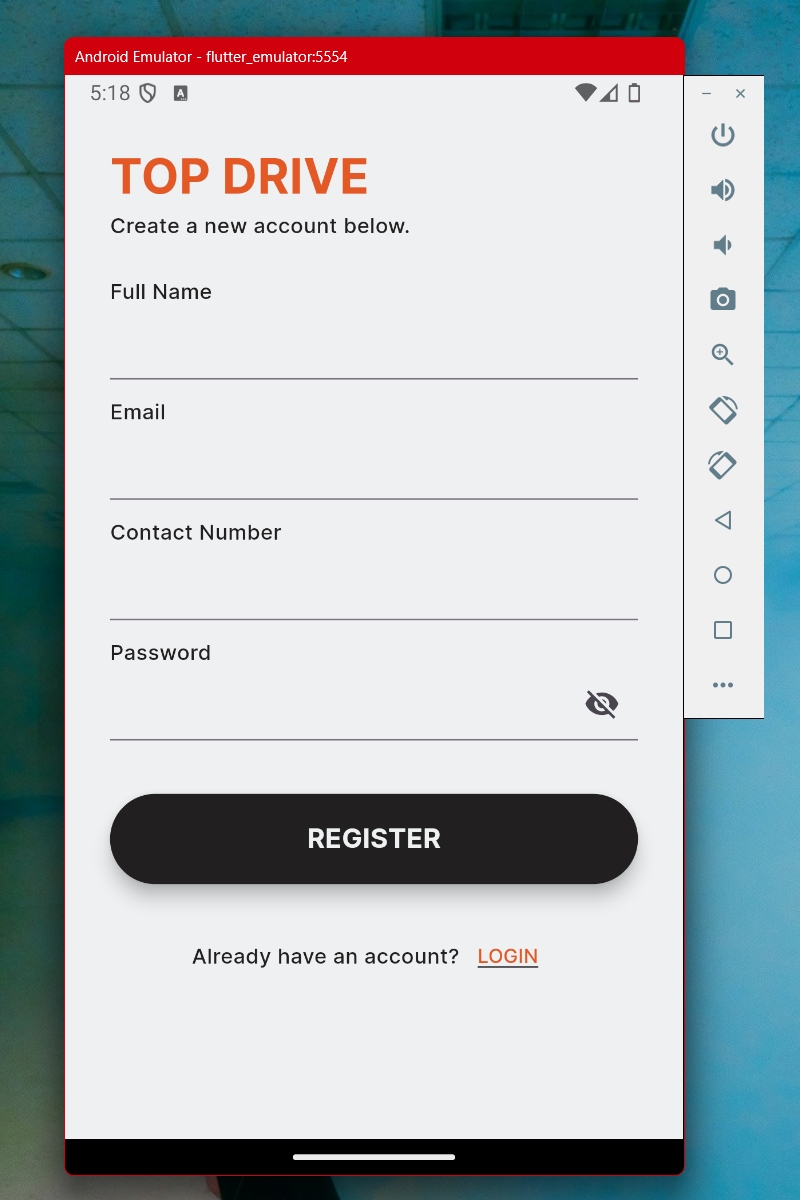 Android Emulator - flutter_emulator:5554
5:18
A
TOP DRIVE
Create a new account below.
Full Name
Email
Contact Number
Password
REGISTER
Already have an account? LOGIN